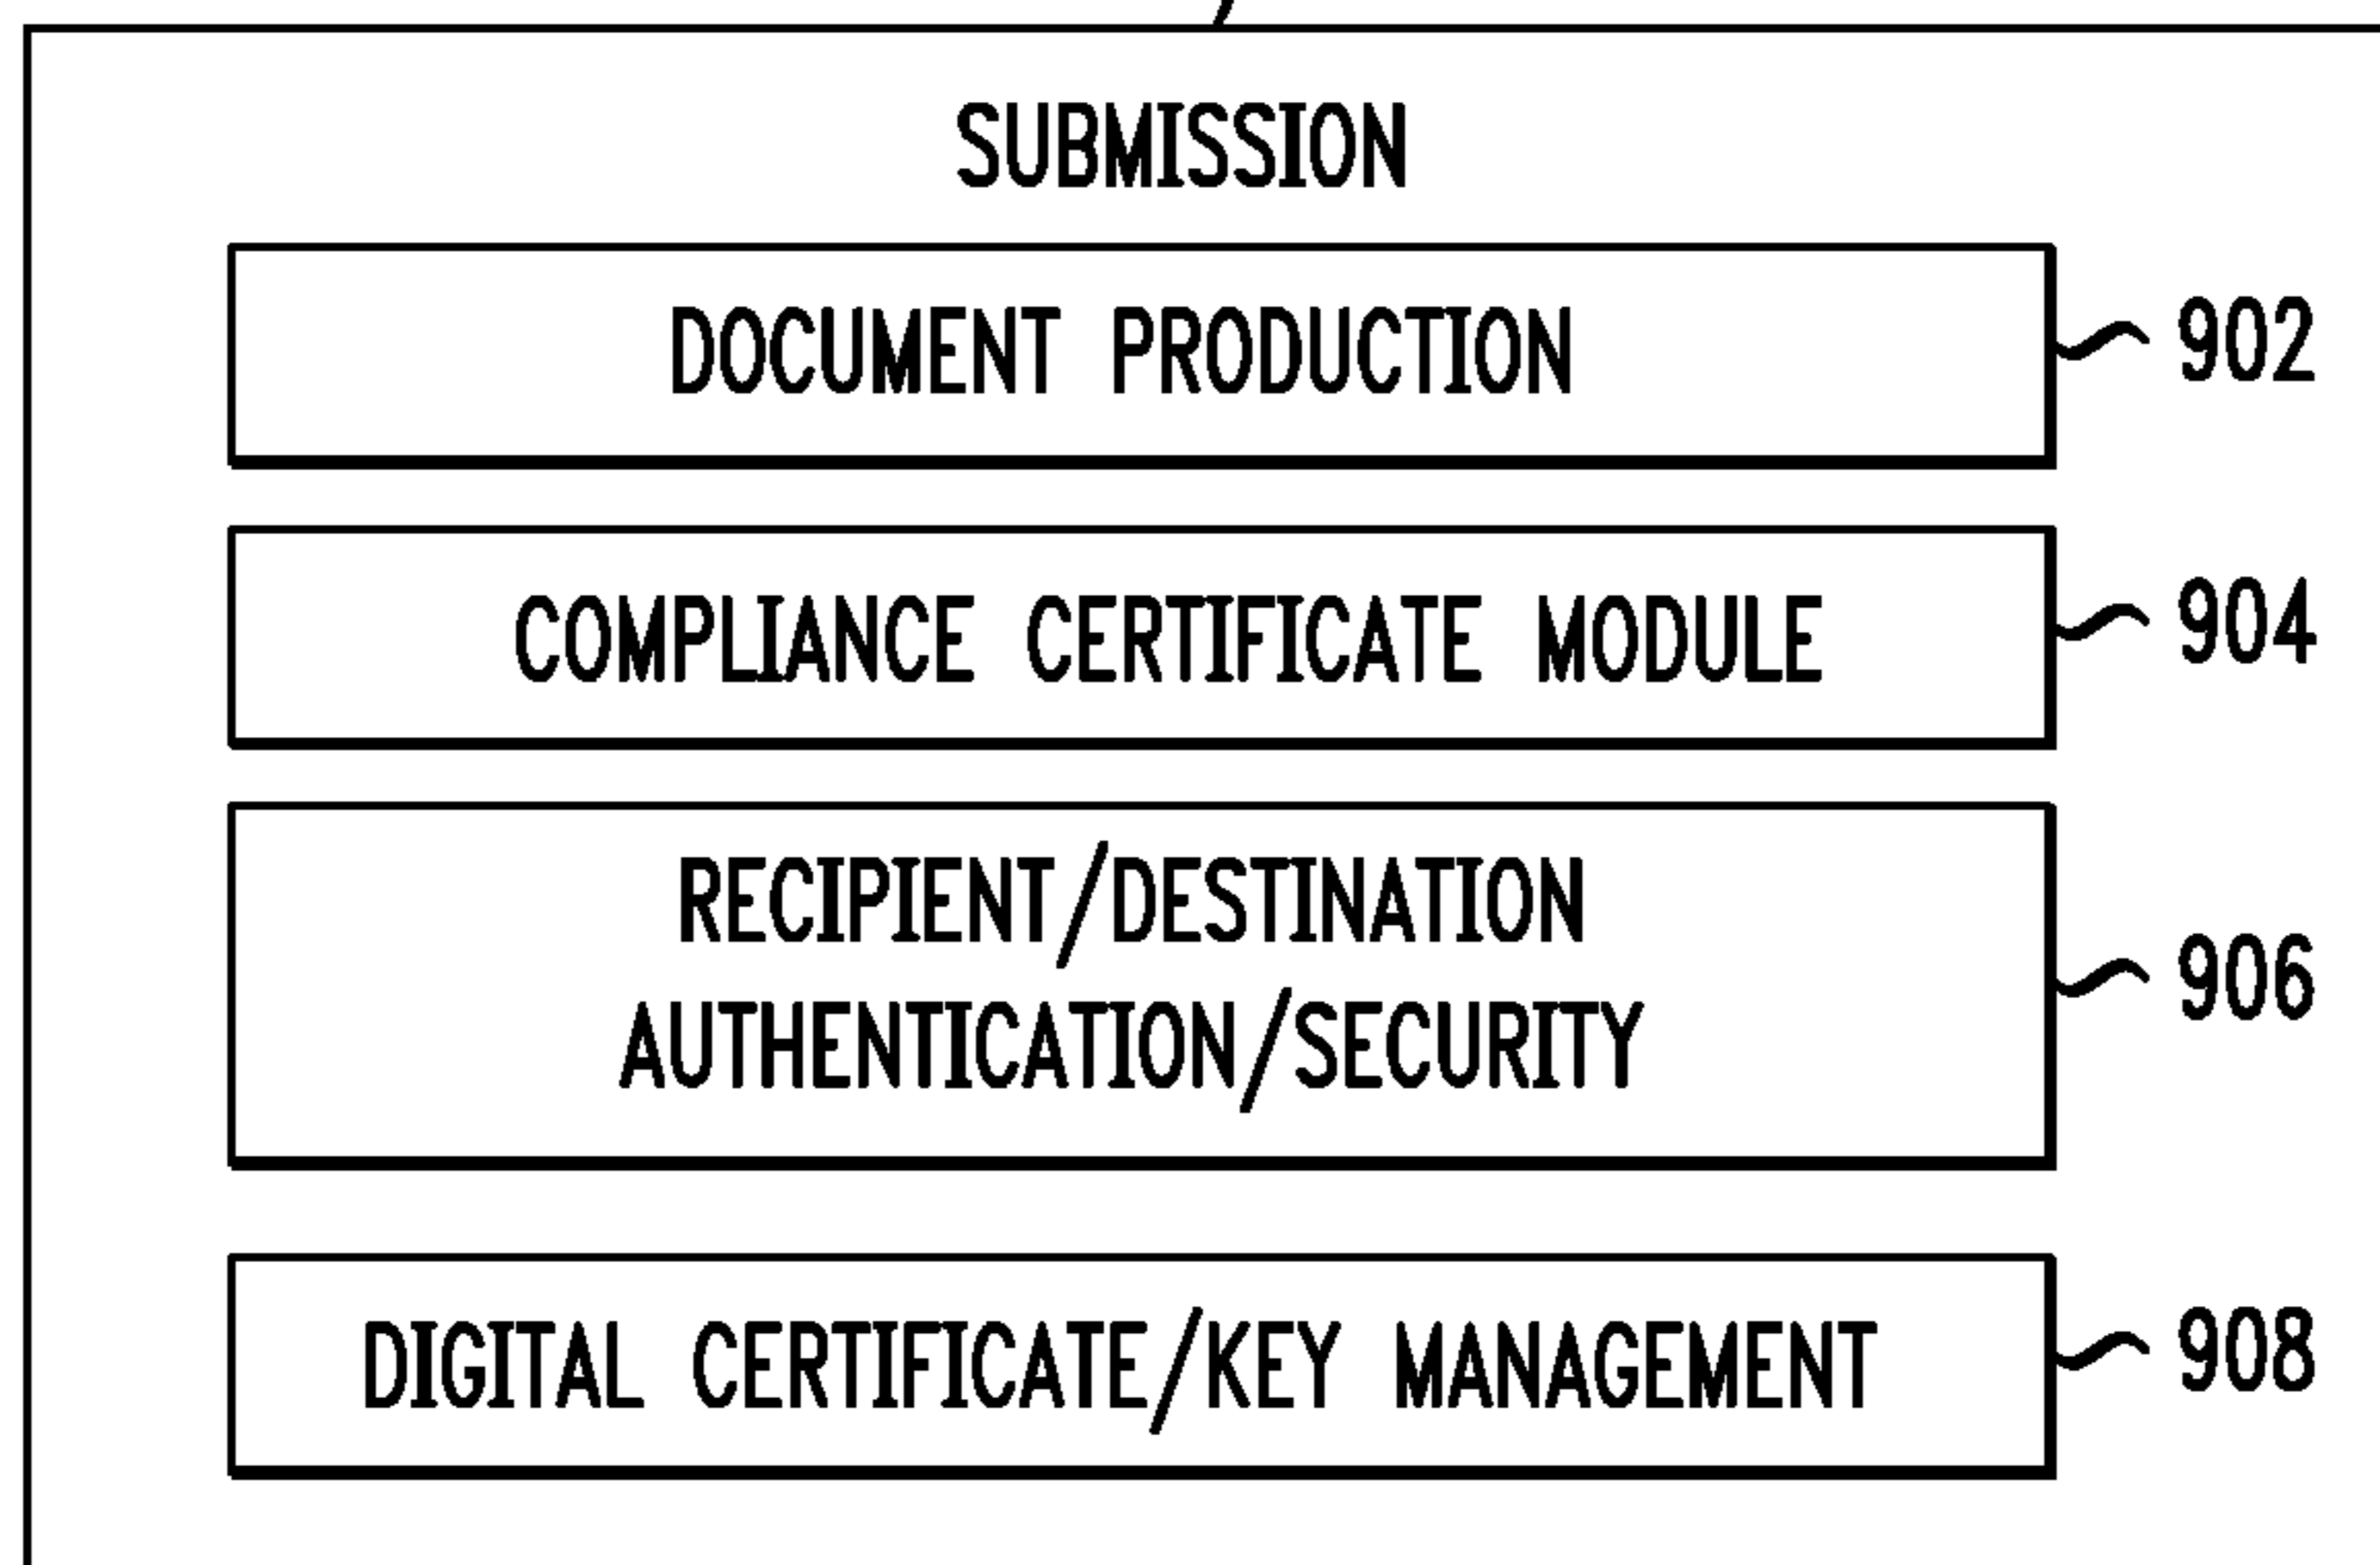 SUBMISSION
DOCUMENT PRODUCTION
902
COMPLIANCE CERTIFICATE MODULE
904
RECIPIENT/DESTINATION
AUTHENTICATION/SECURITY
906
DIGITAL CERTIFICATE/KEY MANAGEMENT
908